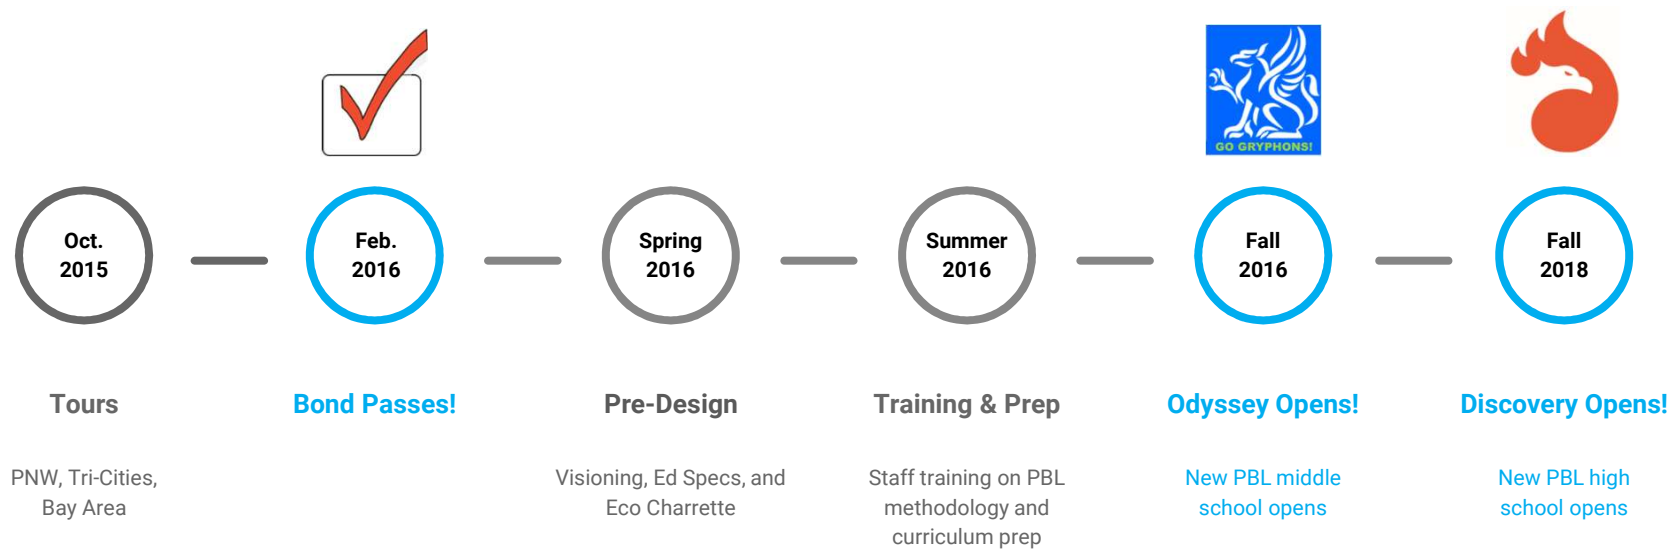 GO GRYPHONS!
Oct.
2015
Feb.
2016
Spring
2016
Summer
2016
Fall
2016
Fall
2018
Tours
Bond Passes!
Pre-Design
Training & Prep
Odyssey Opens!
Discovery Opens!
PNW, Tri-Cities,
Bay Area
Visioning, Ed Specs, and
Eco Charrette
Staff training on PBL
methodology and
curriculum prep
New PBL middle
school opens
New PBL high
school opens